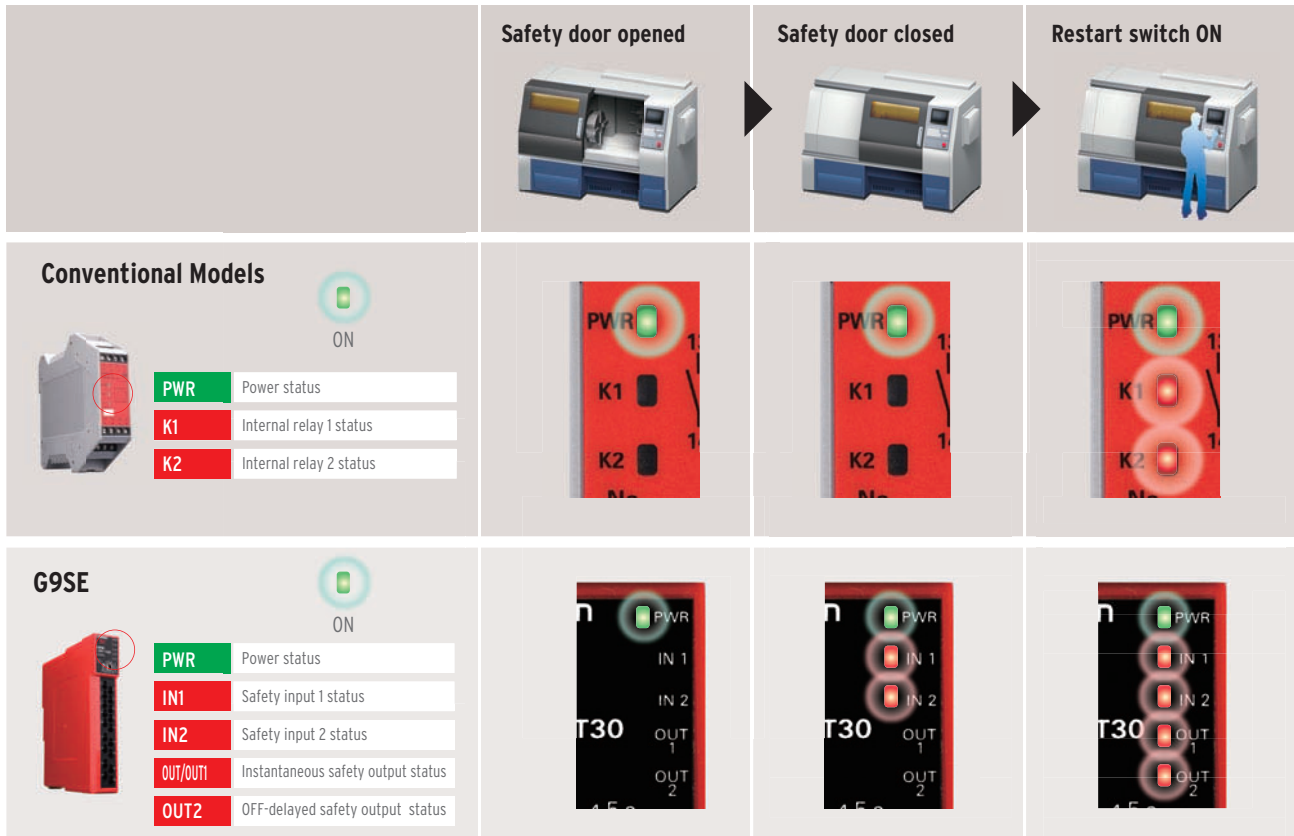 Safety door opened
Safety door closed
Restart switch ON
Conventional Models
ON
PWR Power status
K1 Internal relay 1 status
K2 Internal relay 2 status
PWR
K1
K2
PWR
K1
K2
PWR
K1
K2
G9SE
ON
PWR Power status
IN1 Safety input 1 status
IN2 Safety input 2 status
OUT/OUT1 Instantaneous safety output status
OUT2 OFF-delayed safety output status
n PWR
IN 1
IN 2
T30 OUT
1
OUT
2
n PWR
IN 1
IN 2
T30 OUT
1
OUT
2
n PWR
IN 1
IN 2
T30 OUT
1
OUT
2